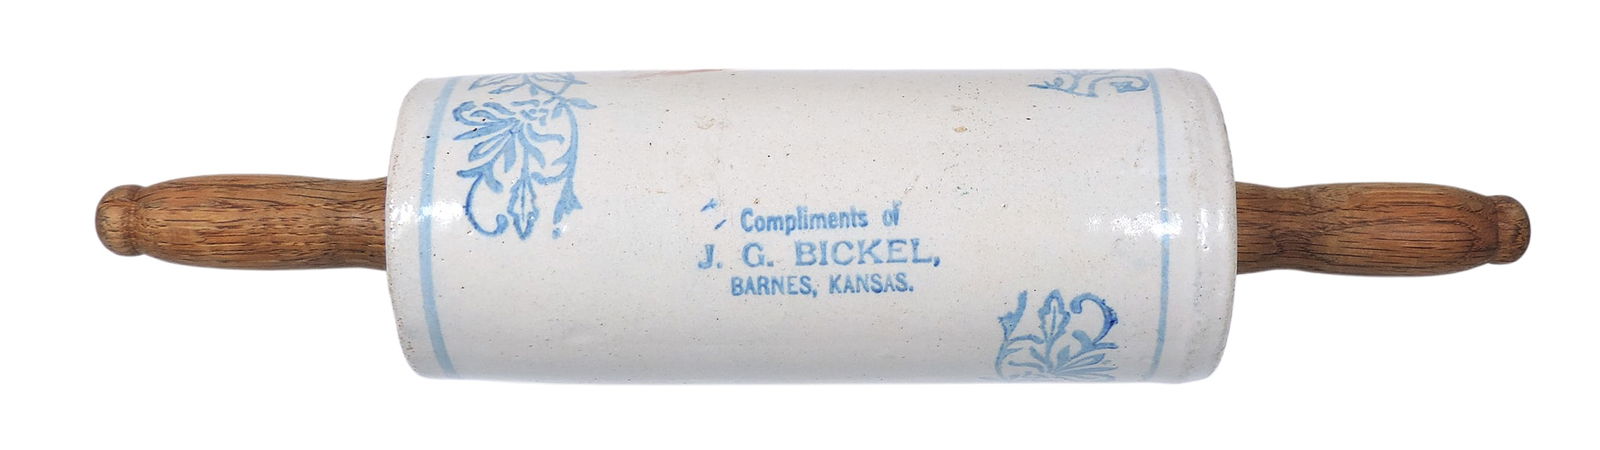 Compliments of
J. G. BICKEL,
BARNES, KANSAS.